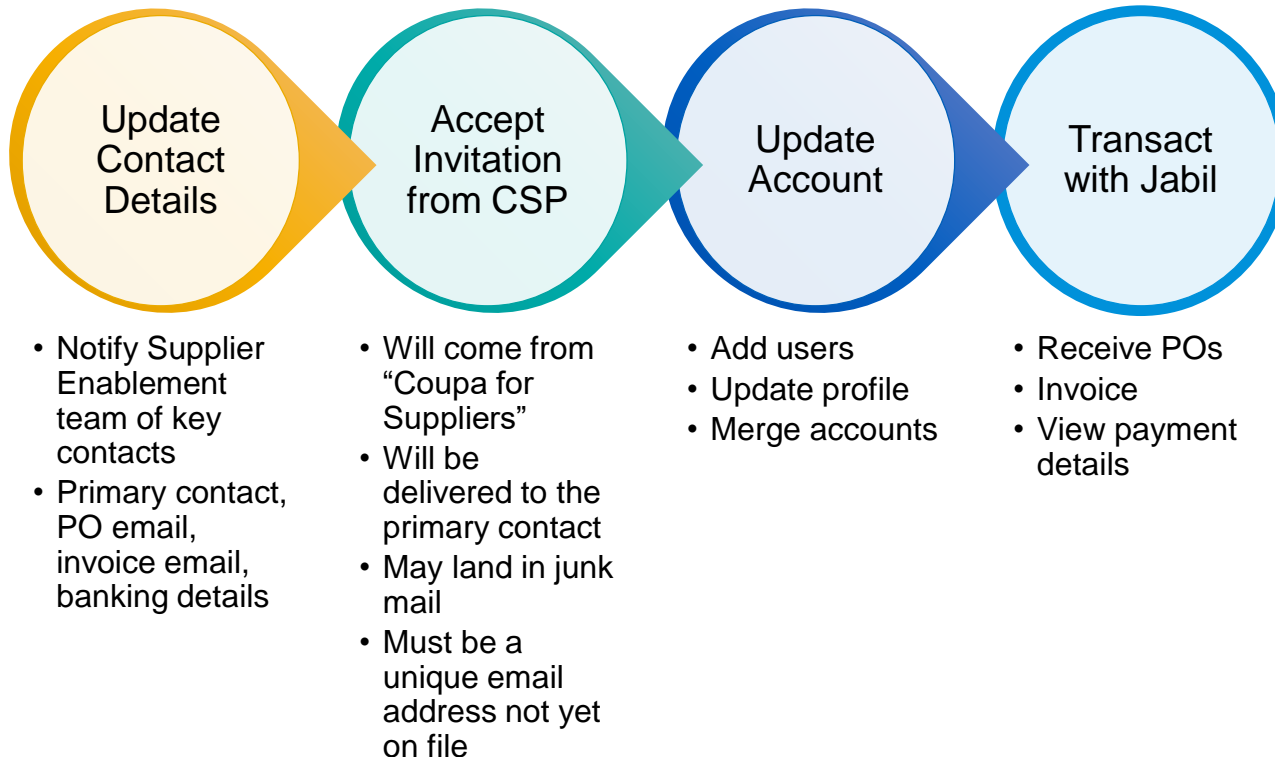 Update
Contact
Details
Accept
Invitation
from CSP
Update
Account
Transact
with Jabil
• Notify Supplier
Enablement
team of key
contacts
• Primary contact,
PO email,
invoice email,
banking details
• Will come from
“Coupa for
Suppliers”
• Will be
delivered to the
primary contact
• May land in junk
mail
• Must be a
unique email
address not yet
on file
• Add users
• Update profile
• Merge accounts
• Receive POs
• Invoice
• View payment
details